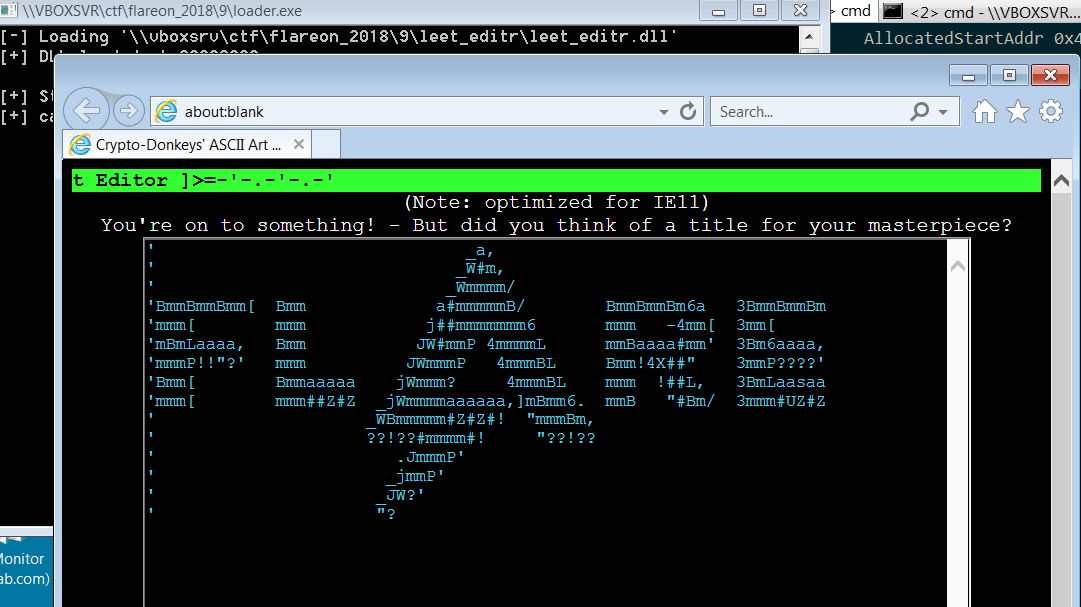 \\VBOXSVR\ctf\flareon_2018\9\loader.exe
cmd
<2> cmd - \\VBOXSVR...
[-] Loading '\\vboxsrv\ctf\flareon_2018\9\leet_editr\leet_editr.dll'
AllocatedStartAddr 0x4
[+]
[+] St
[+] ca
about:blank
Search...
Crypto-Donkeys' ASCII Art ...
t Editor ]>=-'-.-'-.-'
(Note: optimized for IE11)
You're on to something! - But did you think of a title for your masterpiece?
'                                _a,
'                               _W#m,
'                              _Wmmmm/
'BmmBmmBmm[  Bmm             a#mmmmmB/        BmmBmmBm6a   3BmmBmmBm
'mmm[        mmm            j##mmmmmmm6       mmm   -4mm[  3mm[
'mBmLaaaa,   Bmm           JW#mmP 4mmmmL      mmBaaaa#mm'  3Bm6aaaa,
'mmmP!!"?'   mmm          JWmmmP   4mmmBL     Bmm!4X##"    3mmP????'
'Bmm[        Bmmaaaaa    jWmmm?     4mmmBL    mmm  !##L,   3BmLaasaa
'mmm[        mmm##Z#Z  _jWmmmmaaaaaa,]mBmm6.  mmB   "#Bm/  3mmm#UZ#Z
'                     _WBmmmmm#Z#Z#!  "mmmBm,
'                     ??!??#mmmm#!     "??!??
'                        .JmmmP'
'                       _jmmP'
'                      _JW?'
'                      "?
Monitor
ab.com)